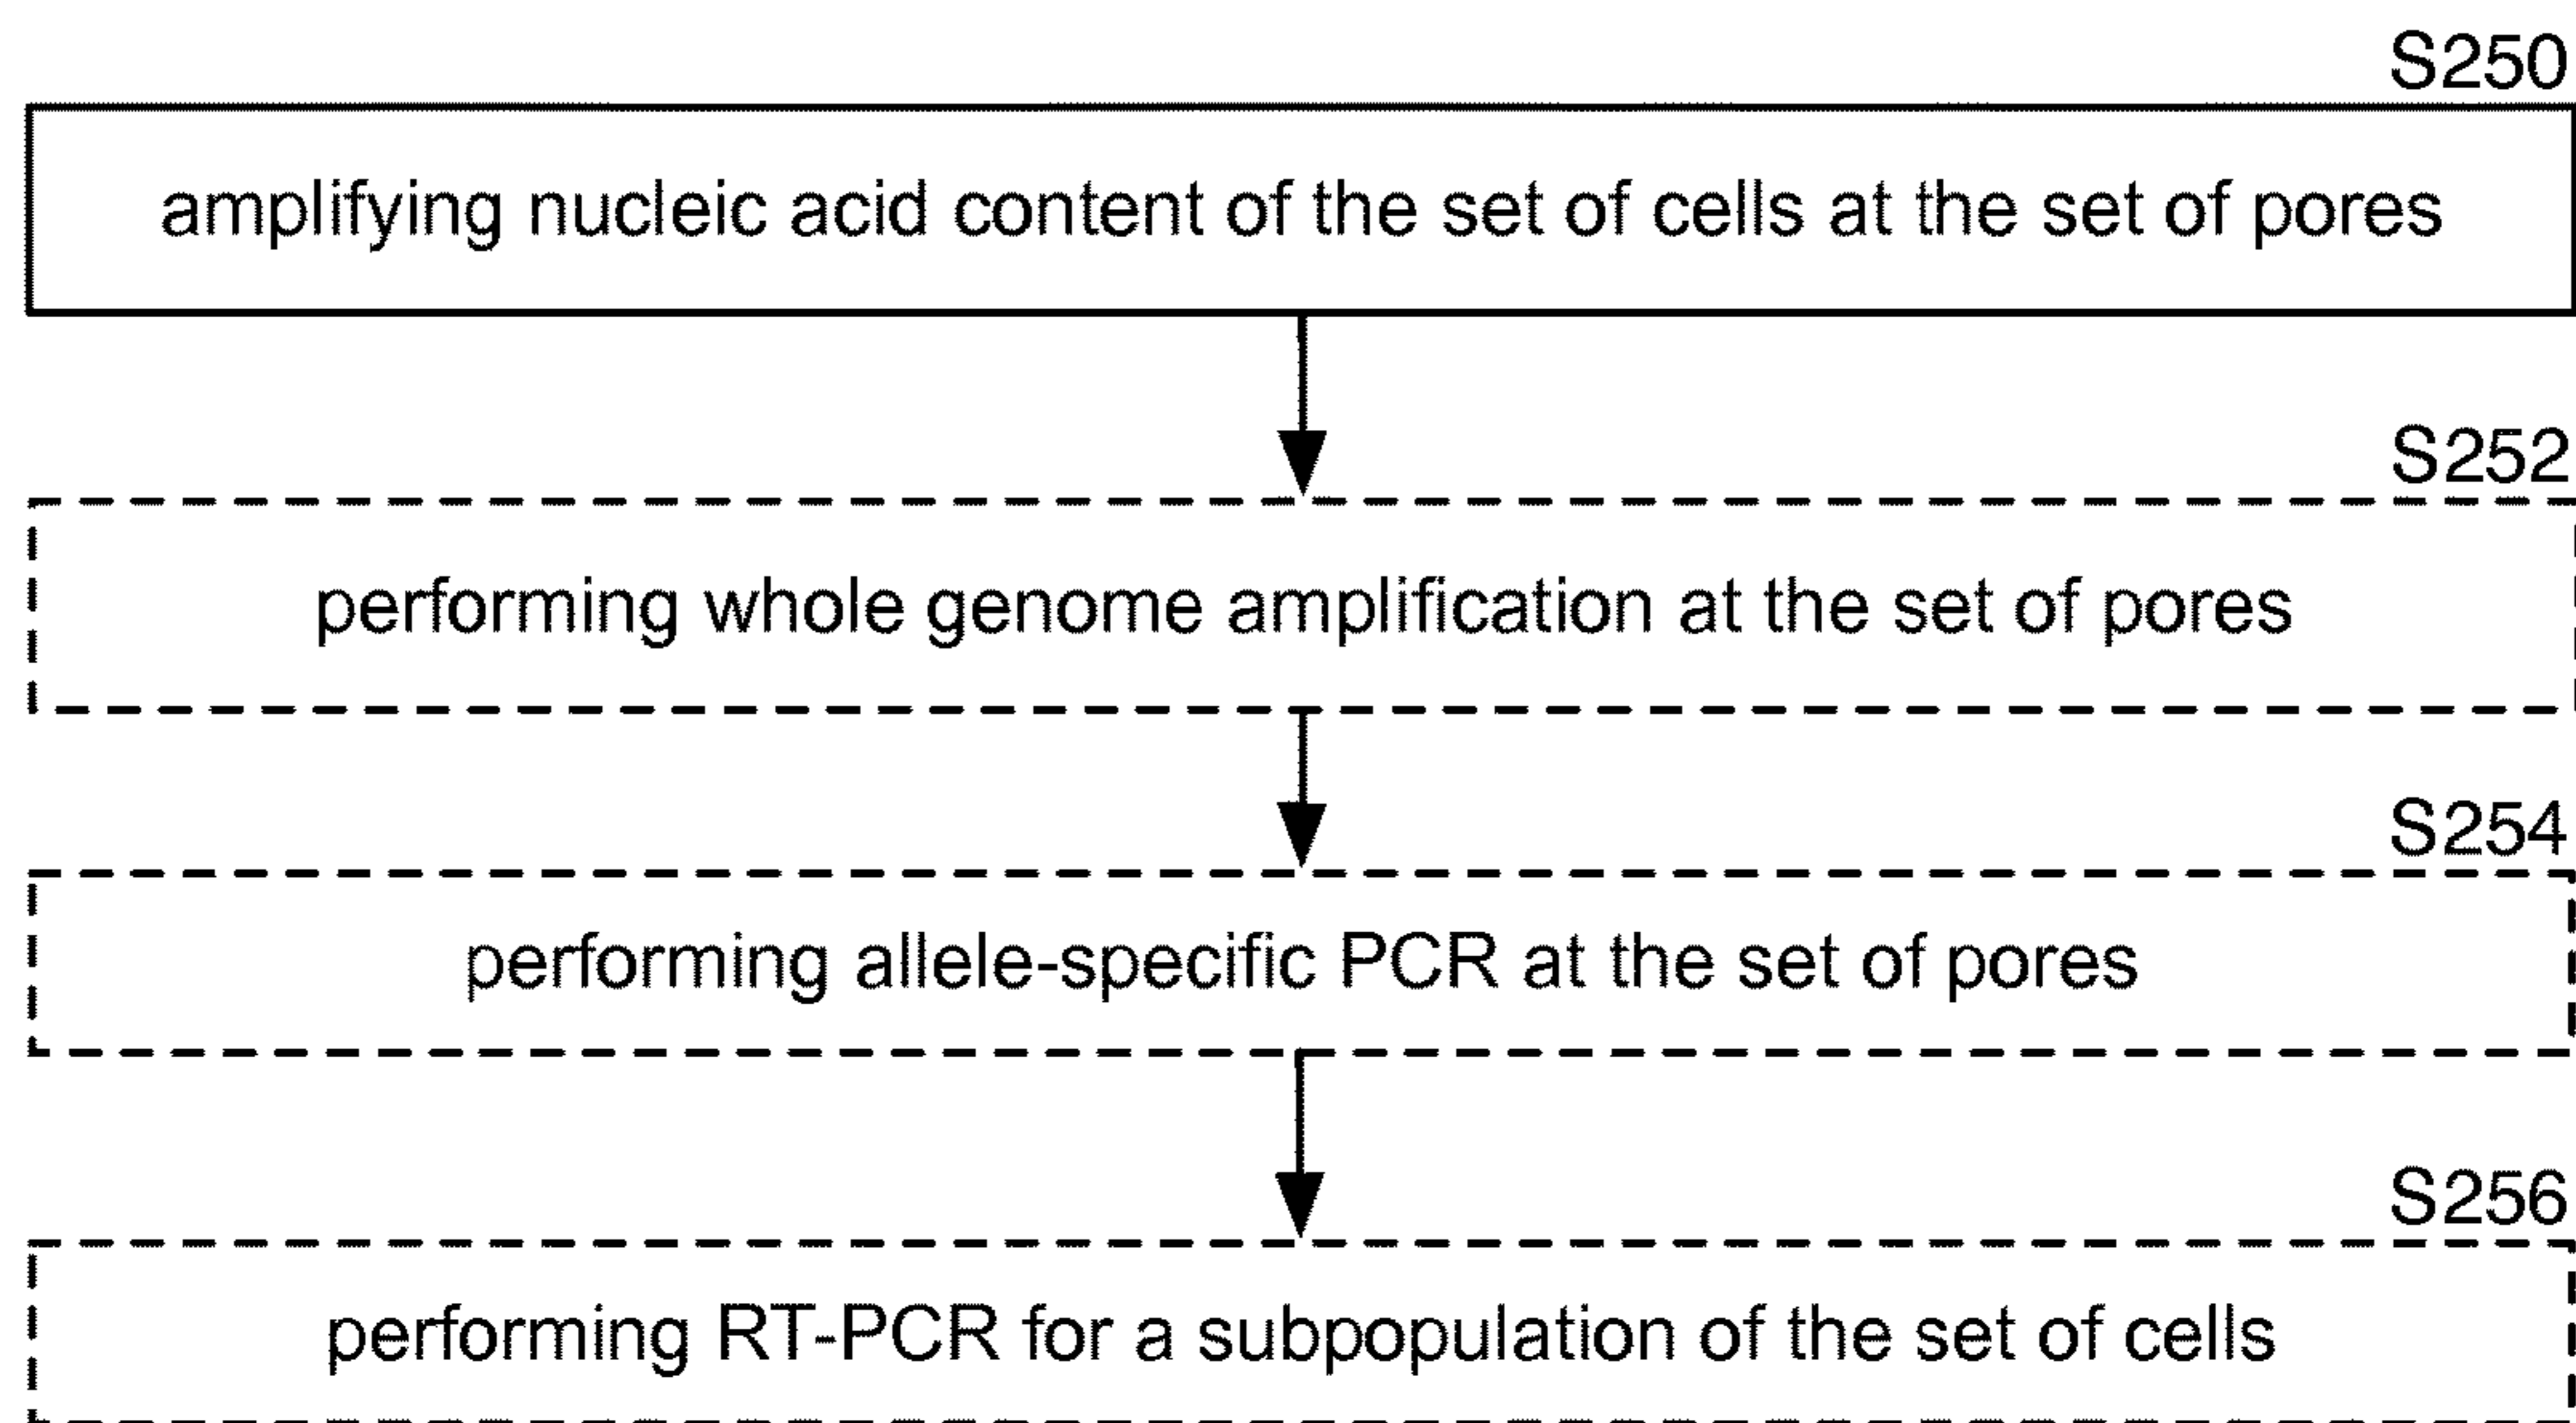 S250
amplifying nucleic acid content of the set of cells at the set of pores
S252
performing whole genome amplification at the set of pores
S254
performing allele-specific PCR at the set of pores
S256
performing RT-PCR for a subpopulation of the set of cells